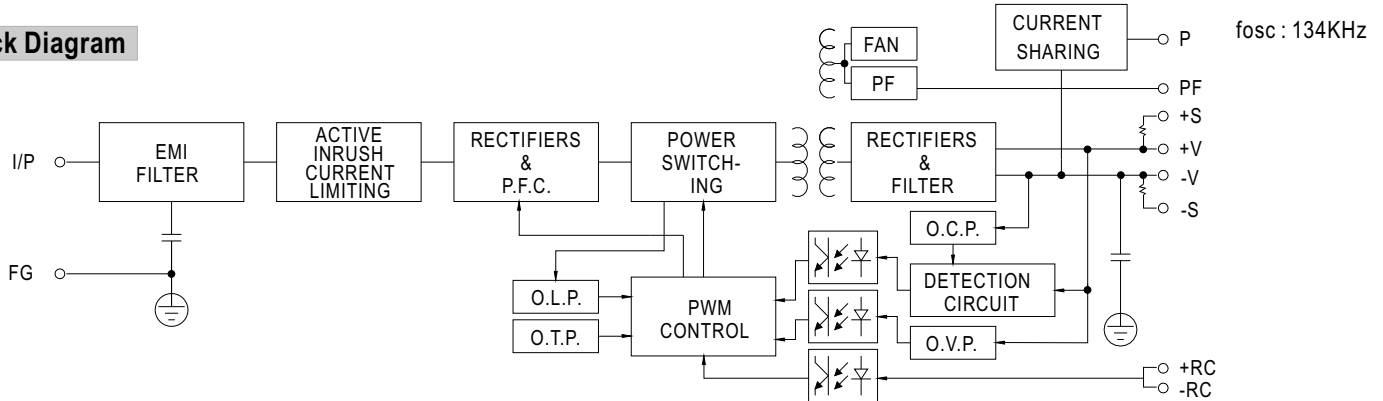 ck Diagram
fosc : 134KHz
CURRENT
SHARING
P
FAN
PF
PF
+S
+V
-V
-S
I/P
EMI
FILTER
ACTIVE
INRUSH
CURRENT
LIMITING
RECTIFIERS
&
P.F.C.
POWER
SWITCH-
ING
RECTIFIERS
&
FILTER
FG
O.C.P.
DETECTION
CIRCUIT
O.L.P.
O.T.P.
PWM
CONTROL
O.V.P.
+RC
-RC